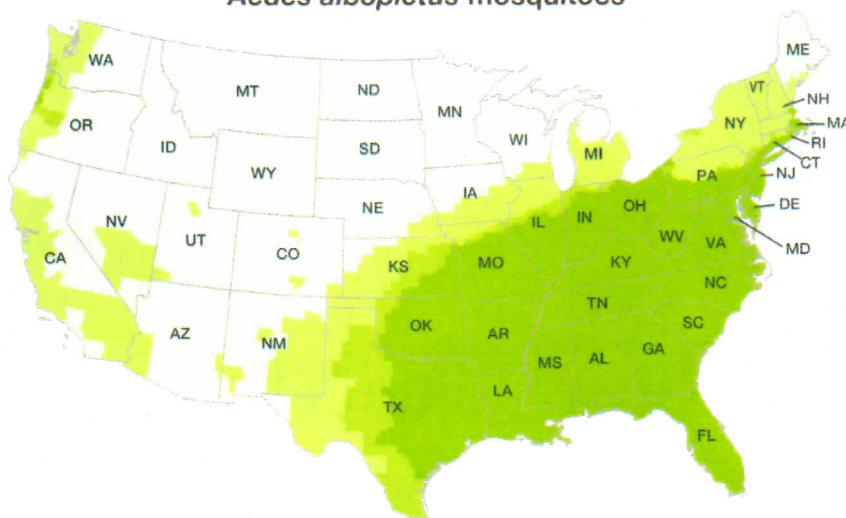 Aedes albopictus mosquitoes
WA
ME
MT
ND
VT
MN
NH
OR
NY
MA
ID
WI
SD
MI
RI
WY
CT
PA
IA
NJ
NE
OH
DE
NV
IL
IN
UT
WV
MD
CO
VA
CA
KS
MO
KY
NC
TN
OK
AZ
NM
AR
SC
MS
AL
GA
LA
TX
FL